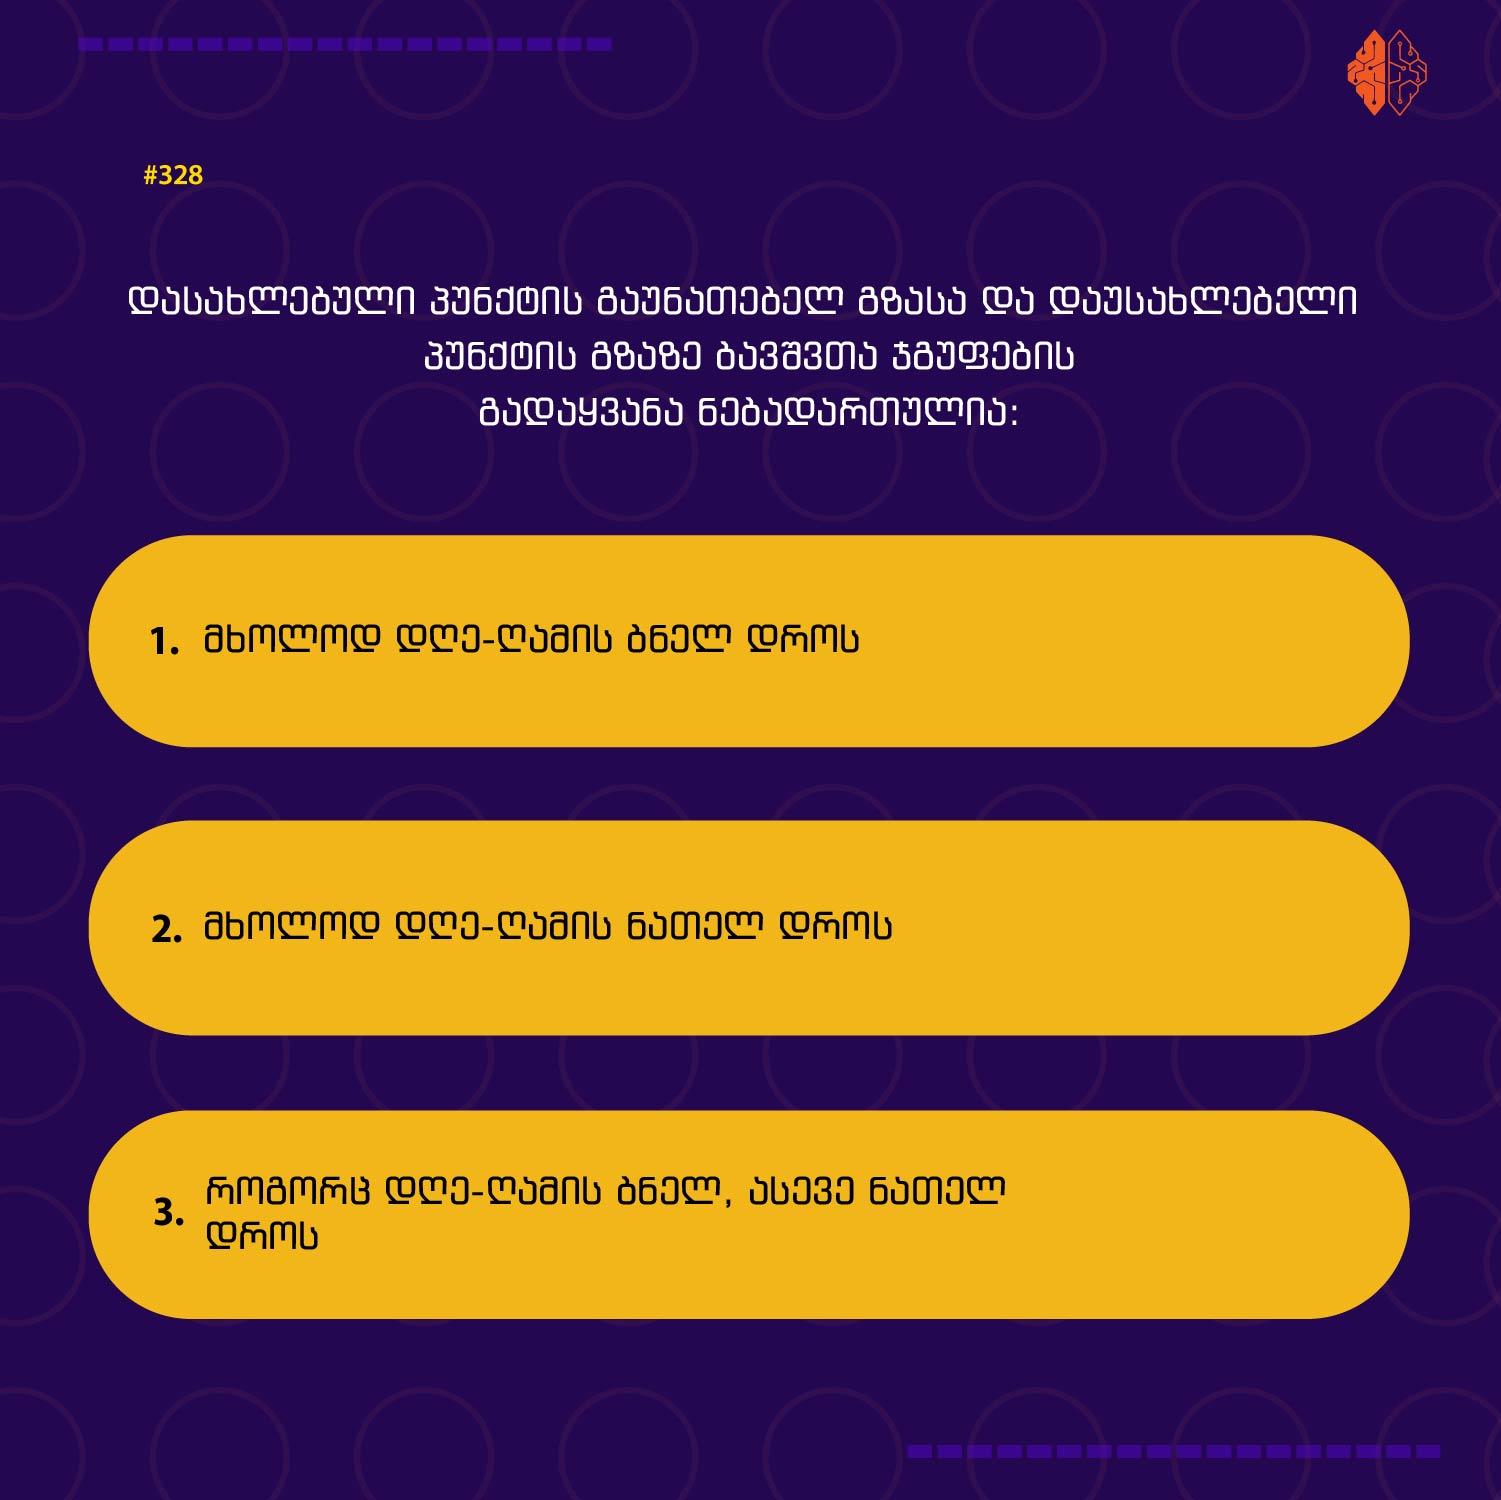 #328
დასახლებული პუნქტის გაუნათებელ გზასა და დაუსახლებელი
პუნქტის გზაზე ბავშვთა ჯგუფების
გადაყვანა ნებადართულია:
1. მხოლოდ დღე-ღამის ბნელ დროს
2. მხოლოდ დღე-ღამის ნათელ დროს
3. როგორც დღე-ღამის ბნელ, ასევე ნათელ
დროს